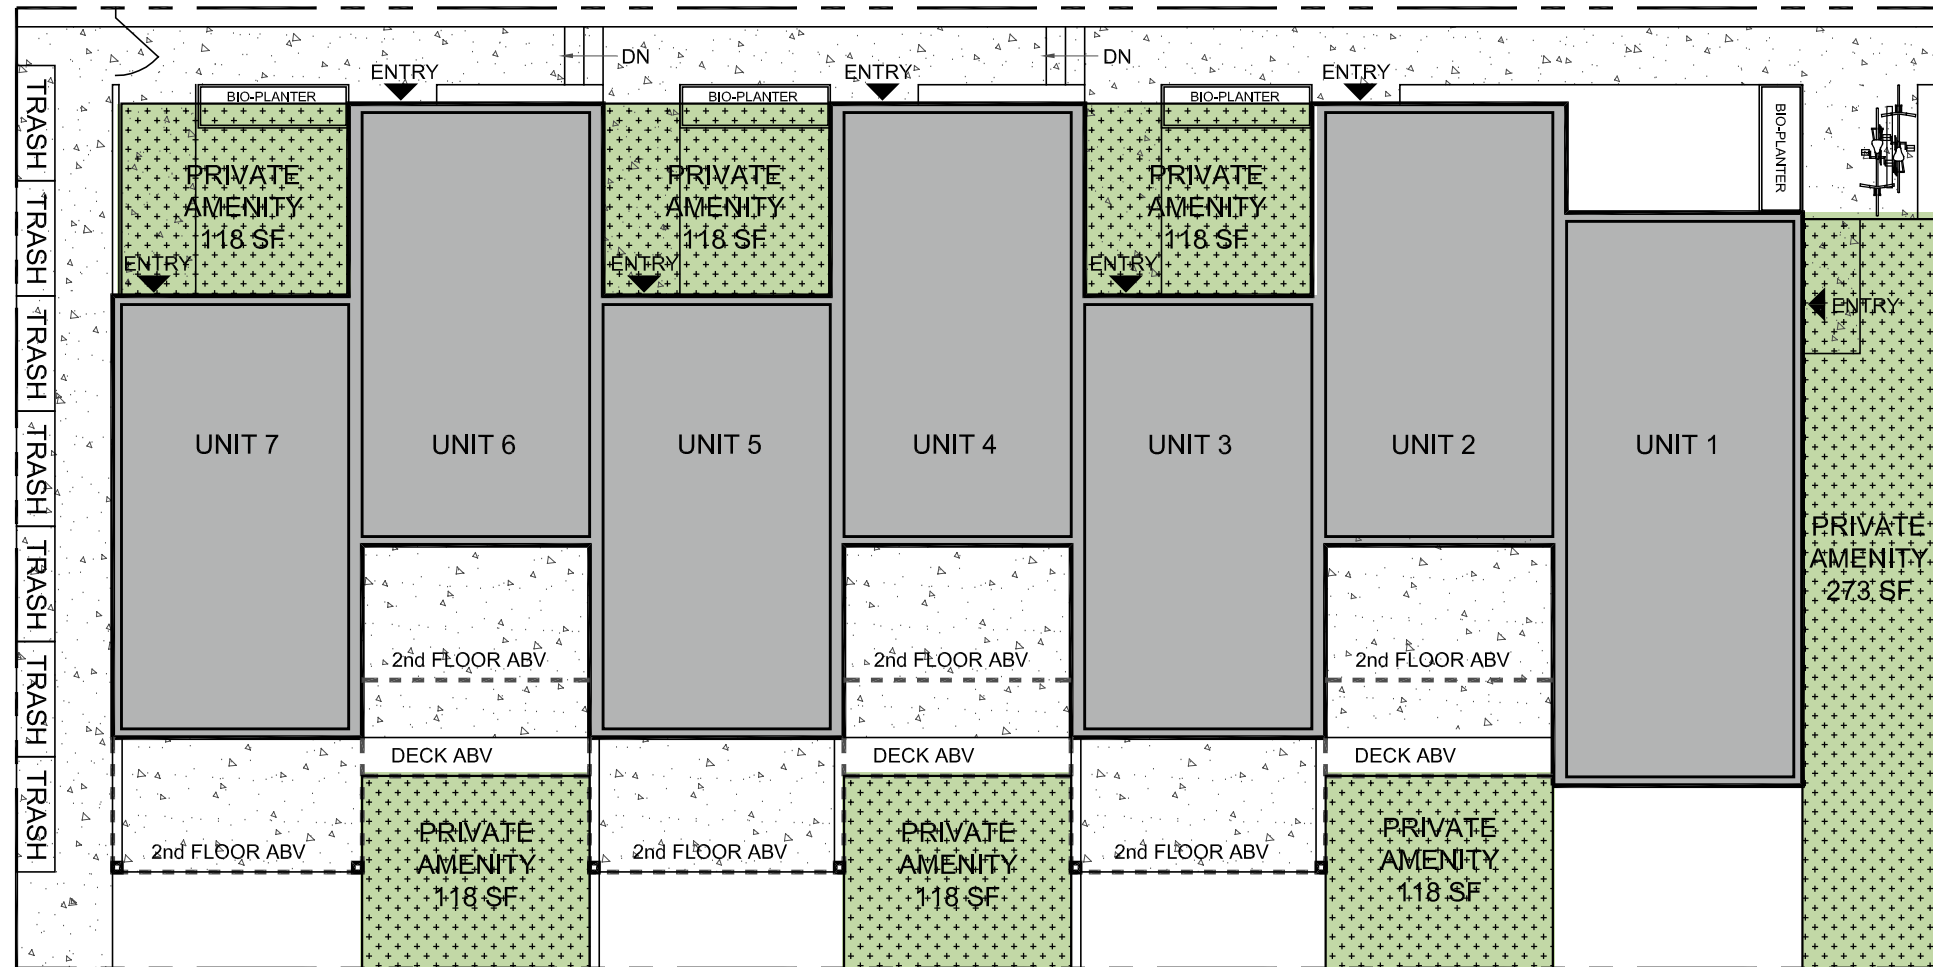 DN
DN
ENTRY
ENTRY
ENTRY
BIO-PLANTER
BIO-PLANTER
BIO-PLANTER
BIO-PLANTER
PRIVATE
AMENITY
118 SF
PRIVATE
AMENITY
118 SF
PRIVATE
AMENITY
118 SF
ENTRY
ENTRY
ENTRY
ENTRY
TRASH
TRASH
TRASH
TRASH
TRASH
TRASH
TRASH
UNIT 7
UNIT 6
UNIT 5
UNIT 4
UNIT 3
UNIT 2
UNIT 1
PRIVATE
AMENITY
273 SF
2nd FLOOR ABV
2nd FLOOR ABV
2nd FLOOR ABV
DECK ABV
DECK ABV
DECK ABV
PRIVATE
AMENITY
118 SF
PRIVATE
AMENITY
118 SF
PRIVATE
AMENITY
118 SF
2nd FLOOR ABV
2nd FLOOR ABV
2nd FLOOR ABV